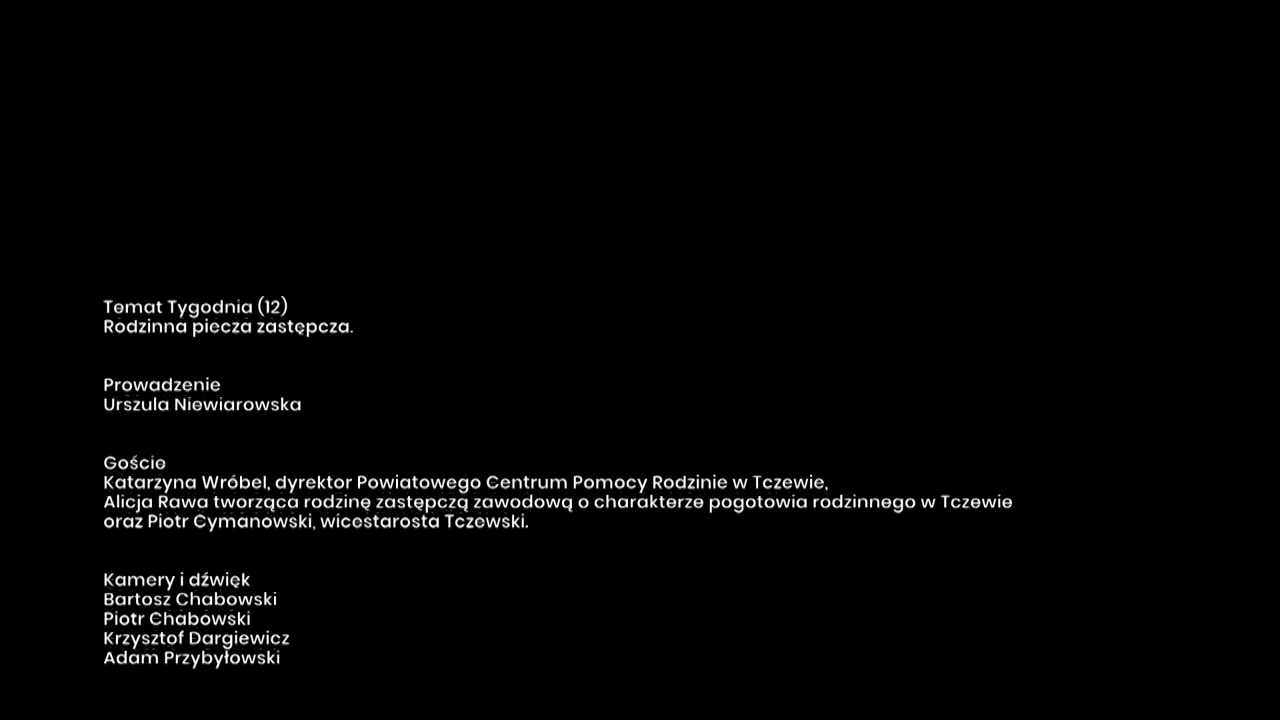 Temat Tygodnia (12)
Rodzinna piecza zastępcza.
Prowadzenie
Urszula Niewiarowska
Goście
Katarzyna Wróbel, dyrektor Powiatowego Centrum Pomocy Rodzinie w Tczewie,
Alicja Rawa tworząca rodzinę zastępczą zawodową o charakterze pogotowia rodzinnego w Tczewie
oraz Piotr Cymanowski, wicestarosta Tczewski.
Kamery i dźwięk
Bartosz Chabowski
Piotr Chabowski
Krzysztof Dargiewicz
Adam Przybyłowski